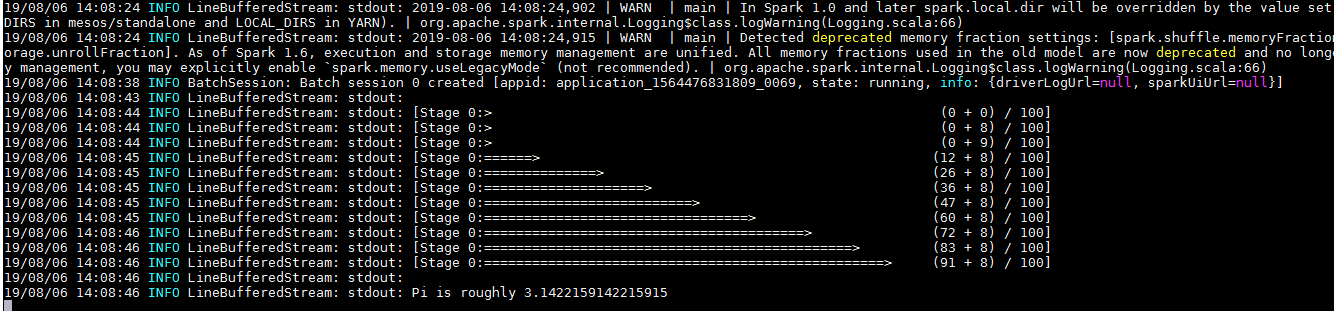 19/08/06 14:08:24 INFO LineBufferedStream: stdout: 2019-08-06 14:08:24,902 | WARN  | main | In Spark 1.0 and later spark.local.dir will be overridden by the value set
DIRS in mesos/standalone and LOCAL_DIRS in YARN). | org.apache.spark.internal.Logging$class.logWarning(Logging.scala:66)
19/08/06 14:08:24 INFO LineBufferedStream: stdout: 2019-08-06 14:08:24,915 | WARN  | main | Detected deprecated memory fraction settings: [spark.shuffle.memoryFractio
orage.unrollFraction]. As of Spark 1.6, execution and storage memory management are unified. All memory fractions used in the old model are now deprecated and no longe
y management, you may explicitly enable `spark.memory.useLegacyMode` (not recommended). | org.apache.spark.internal.Logging$class.logWarning(Logging.scala:66)
19/08/06 14:08:38 INFO BatchSession: Batch session 0 created [appid: application_1564476831809_0069, state: running, info: {driverLogUrl=null, sparkUiUrl=null}]
19/08/06 14:08:43 INFO LineBufferedStream: stdout:
19/08/06 14:08:44 INFO LineBufferedStream: stdout: [Stage 0:>                                                        (0 + 0) / 100]
19/08/06 14:08:44 INFO LineBufferedStream: stdout: [Stage 0:>                                                        (0 + 8) / 100]
19/08/06 14:08:44 INFO LineBufferedStream: stdout: [Stage 0:>                                                        (0 + 9) / 100]
19/08/06 14:08:45 INFO LineBufferedStream: stdout: [Stage 0:======>                                                 (12 + 8) / 100]
19/08/06 14:08:45 INFO LineBufferedStream: stdout: [Stage 0:==============>                                         (26 + 8) / 100]
19/08/06 14:08:45 INFO LineBufferedStream: stdout: [Stage 0:====================>                                   (36 + 8) / 100]
19/08/06 14:08:45 INFO LineBufferedStream: stdout: [Stage 0:==========================>                             (47 + 8) / 100]
19/08/06 14:08:45 INFO LineBufferedStream: stdout: [Stage 0:=================================>                      (60 + 8) / 100]
19/08/06 14:08:46 INFO LineBufferedStream: stdout: [Stage 0:========================================>               (72 + 8) / 100]
19/08/06 14:08:46 INFO LineBufferedStream: stdout: [Stage 0:==============================================>         (83 + 8) / 100]
19/08/06 14:08:46 INFO LineBufferedStream: stdout: [Stage 0:==================================================>     (91 + 8) / 100]
19/08/06 14:08:46 INFO LineBufferedStream: stdout:
19/08/06 14:08:46 INFO LineBufferedStream: stdout: Pi is roughly 3.1422159142215915